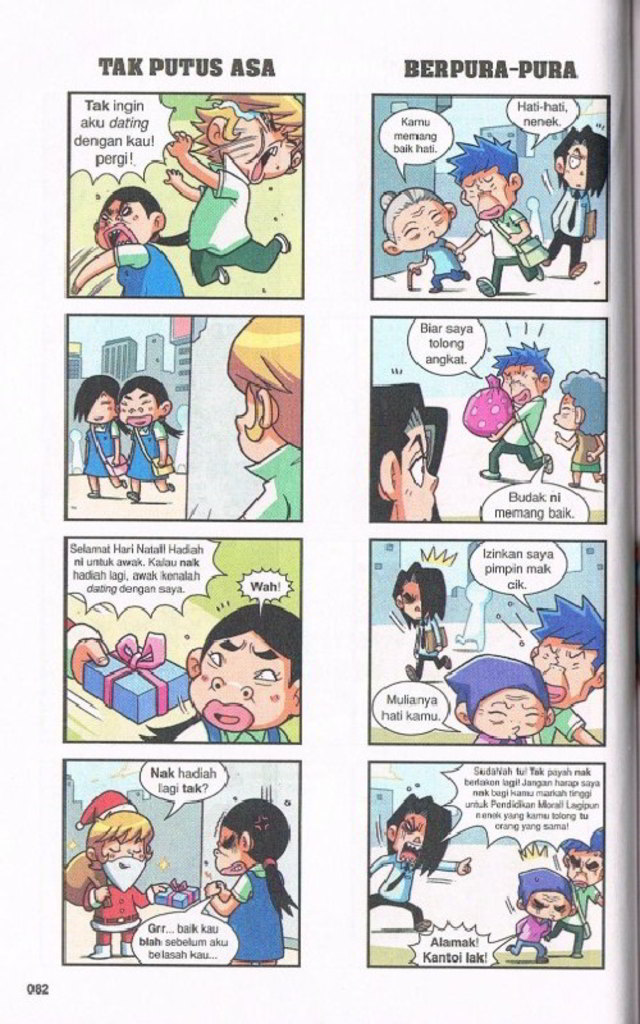 TAK PUTUS ASA
Tak ingin
aku dating
dengan kau!
pergi!
Selamat Hari Natal! Hadiah
ni untuk awak. Kalau nak
hadiah lagi, awak kenalah
dating dengan saya.
Wah!
Nak hadiah
lagi tak?
Grr... baik kau
blah sebelum aku
belasah kau...
BERPURA-PURA
Kamu
memang
baik hati.
Hati-hati,
nenek.
Biar saya
tolong
angkat.
Budak ni
memang baik.
Izinkan saya
pimpin mak
cik.
Mulianya
hati kamu.
Sudahlah tu! Tak payah nak
berlakon lagi! Jangan harap saya
nak bagi kamu markah tinggi
untuk Pendidikan Moral! Lagipun
nenek yang kamu tolong tu
orang yang sama!
Alamak!
Kantoi lak!
082